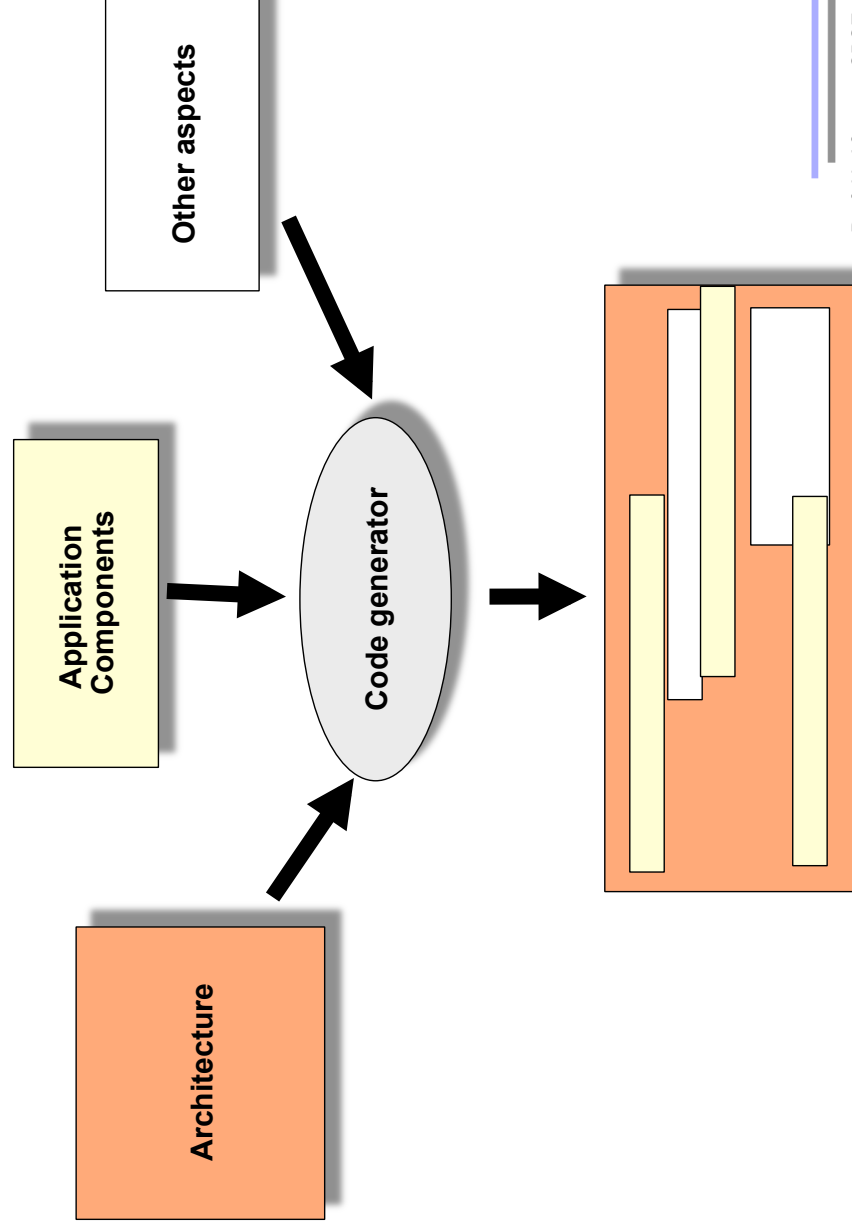 Architecture
Application
Components
Other aspects
Code generator